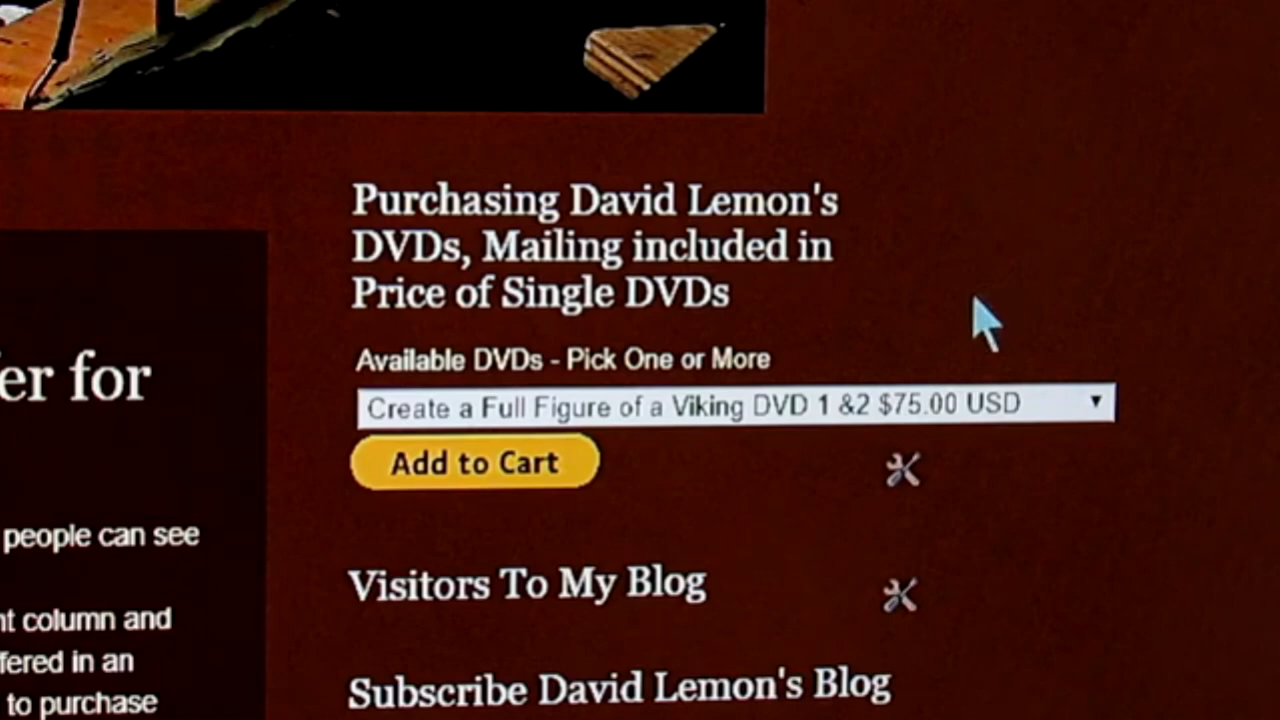 Purchasing David Lemon's
DVDs, Mailing included in
Price of Single DVDs
Available DVDs - Pick One or More
Create a Full Figure of a Viking DVD 1 &2 $75.00 USD
Add to Cart
Visitors To My Blog
Subscribe David Lemon's Blog
er for
people can see
nt column and
fered in an
to purchase